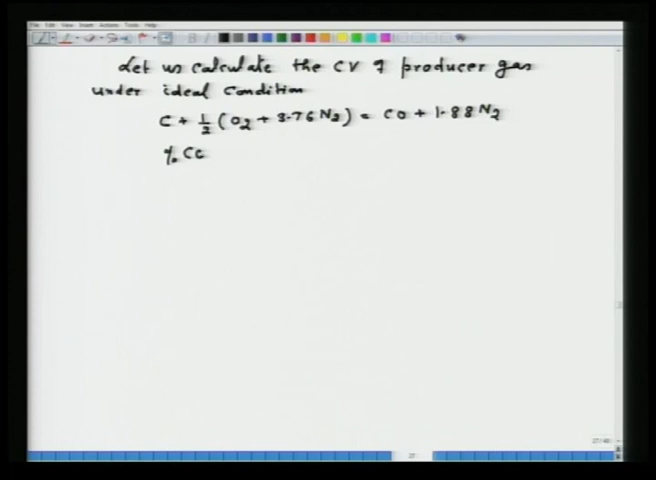 Let us calculate the CV of producer gas
under ideal condition
C + 1/2 (O2 + 3.76 N2) = CO + 1.88 N2
% CO